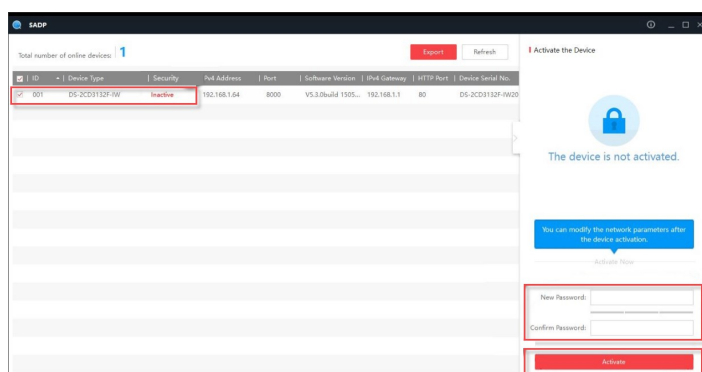 SADP
Total number of online devices: 1
Export
Refresh
ID | Device Type | Security IPv4 Address | Port | Software Version | IPv4 Gateway | HTTP Port | Device Serial No.
001 DS-2CD3132F-IW Inactive 192.168.1.64 8000 V5.3.0build 1505... 192.168.1.1 80 DS-2CD3132F-IW20
Activate the Device
The device is not activated.
You can modify the network parameters after
the device activation.
Activate Now
New Password:
Confirm Password:
Activate